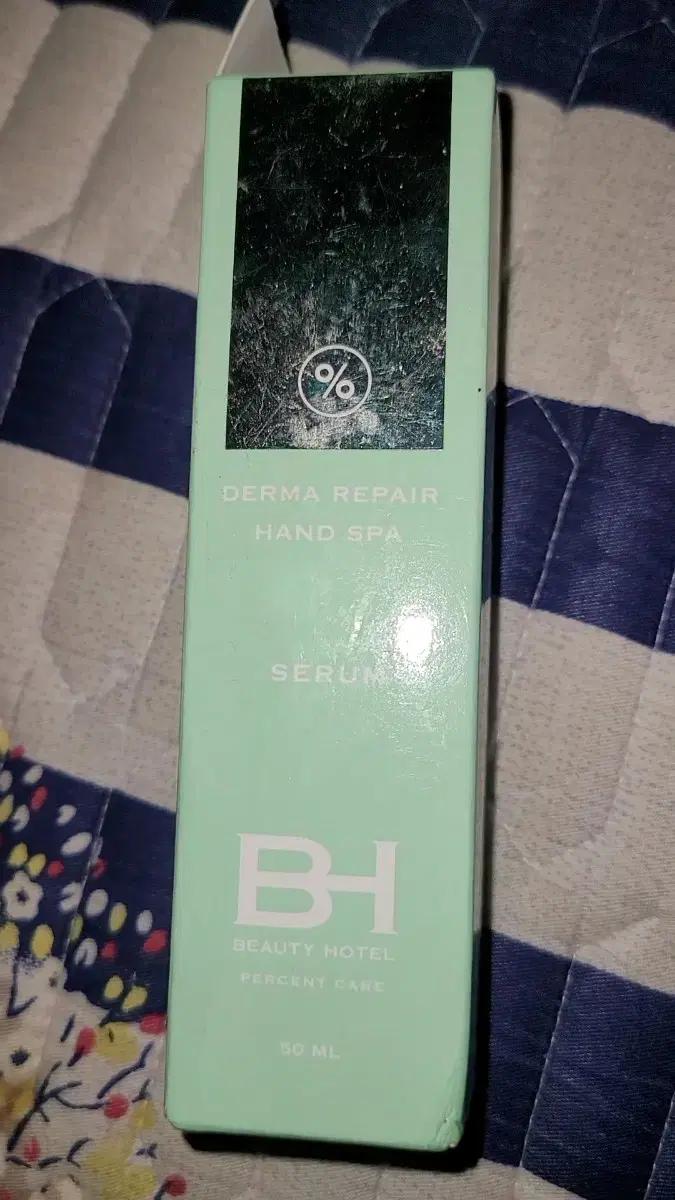 %
DERMA REPAIR
HAND SPA
SERUM
BH
BEAUTY HOTEL
PERCENT CARE
50 ML